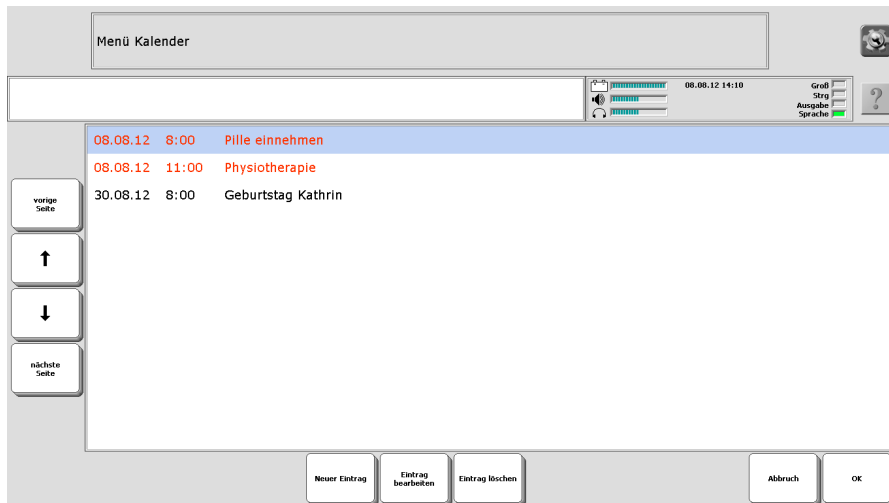 Menü Kalender
08.08.12 14:10
Groß
Strg
Ausgabe
Sprache
?
08.08.12 8:00 Pille einnehmen
08.08.12 11:00 Physiotherapie
30.08.12 8:00 Geburtstag Kathrin
vorige
Seite
nächste
Seite
Neuer Eintrag
Eintrag
bearbeiten
Eintrag löschen
Abbruch
OK